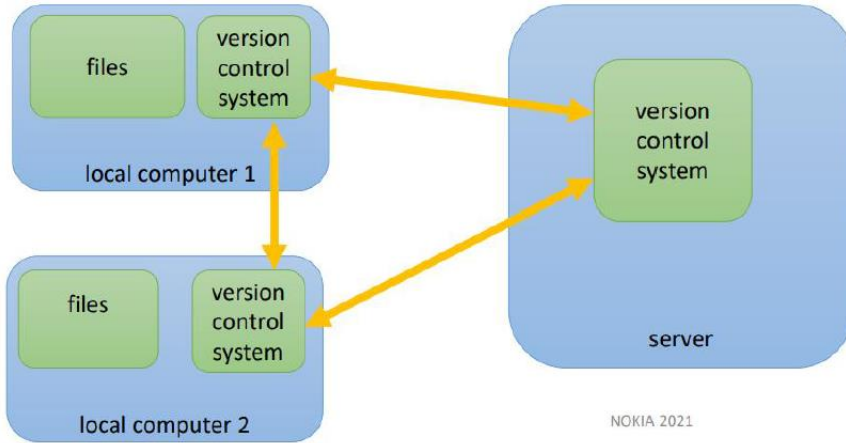 files
version
control
system
local computer 1
version
control
system
server
files
version
control
system
local computer 2
NOKIA 2021